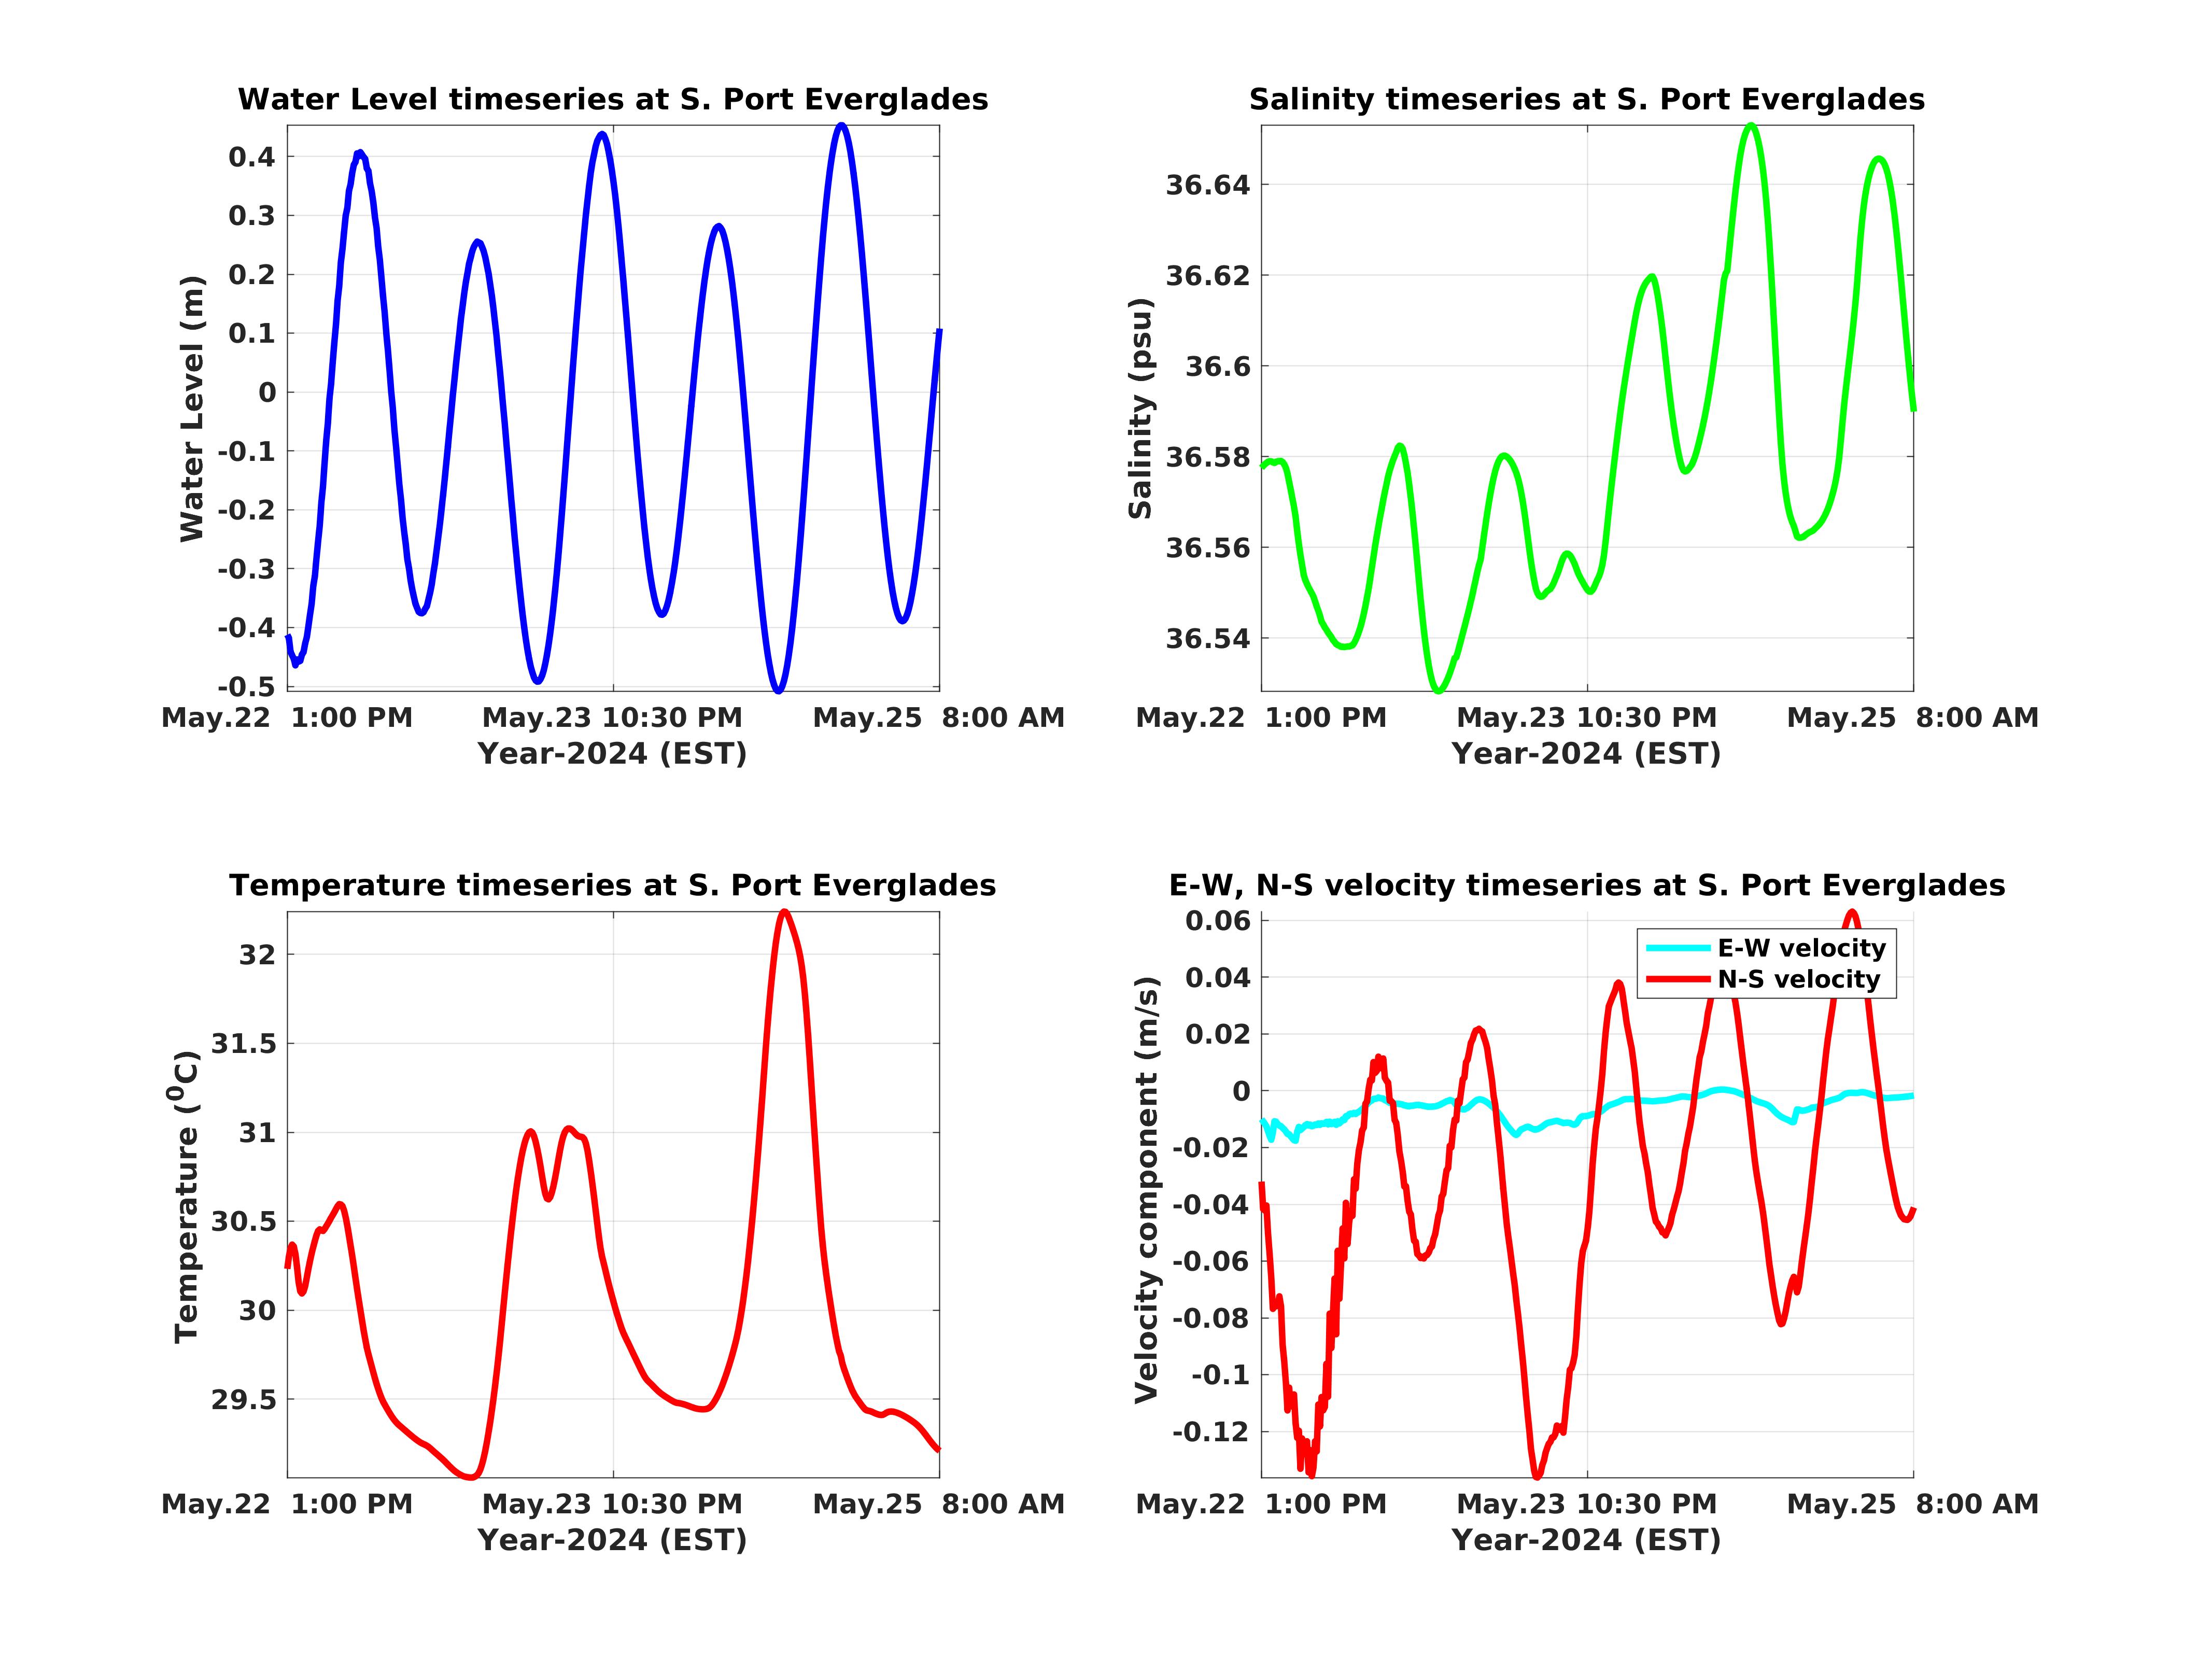 Water Level timeseries at S. Port Everglades
Water Level (m)
0.4
0.3
0.2
0.1
0
-0.1
-0.2
-0.3
-0.4
-0.5
May.22 1:00 PM May.23 10:30 PM May.25 8:00 AM
Year-2024 (EST)
Salinity timeseries at S. Port Everglades
Salinity (psu)
36.64
36.62
36.6
36.58
36.56
36.54
May.22 1:00 PM May.23 10:30 PM May.25 8:00 AM
Year-2024 (EST)
Temperature timeseries at S. Port Everglades
Temperature (⁰C)
32
31.5
31
30.5
30
29.5
May.22 1:00 PM May.23 10:30 PM May.25 8:00 AM
Year-2024 (EST)
E-W, N-S velocity timeseries at S. Port Everglades
Velocity component (m/s)
0.06
0.04
0.02
0
-0.02
-0.04
-0.06
-0.08
-0.1
-0.12
E-W velocity
N-S velocity
May.22 1:00 PM May.23 10:30 PM May.25 8:00 AM
Year-2024 (EST)